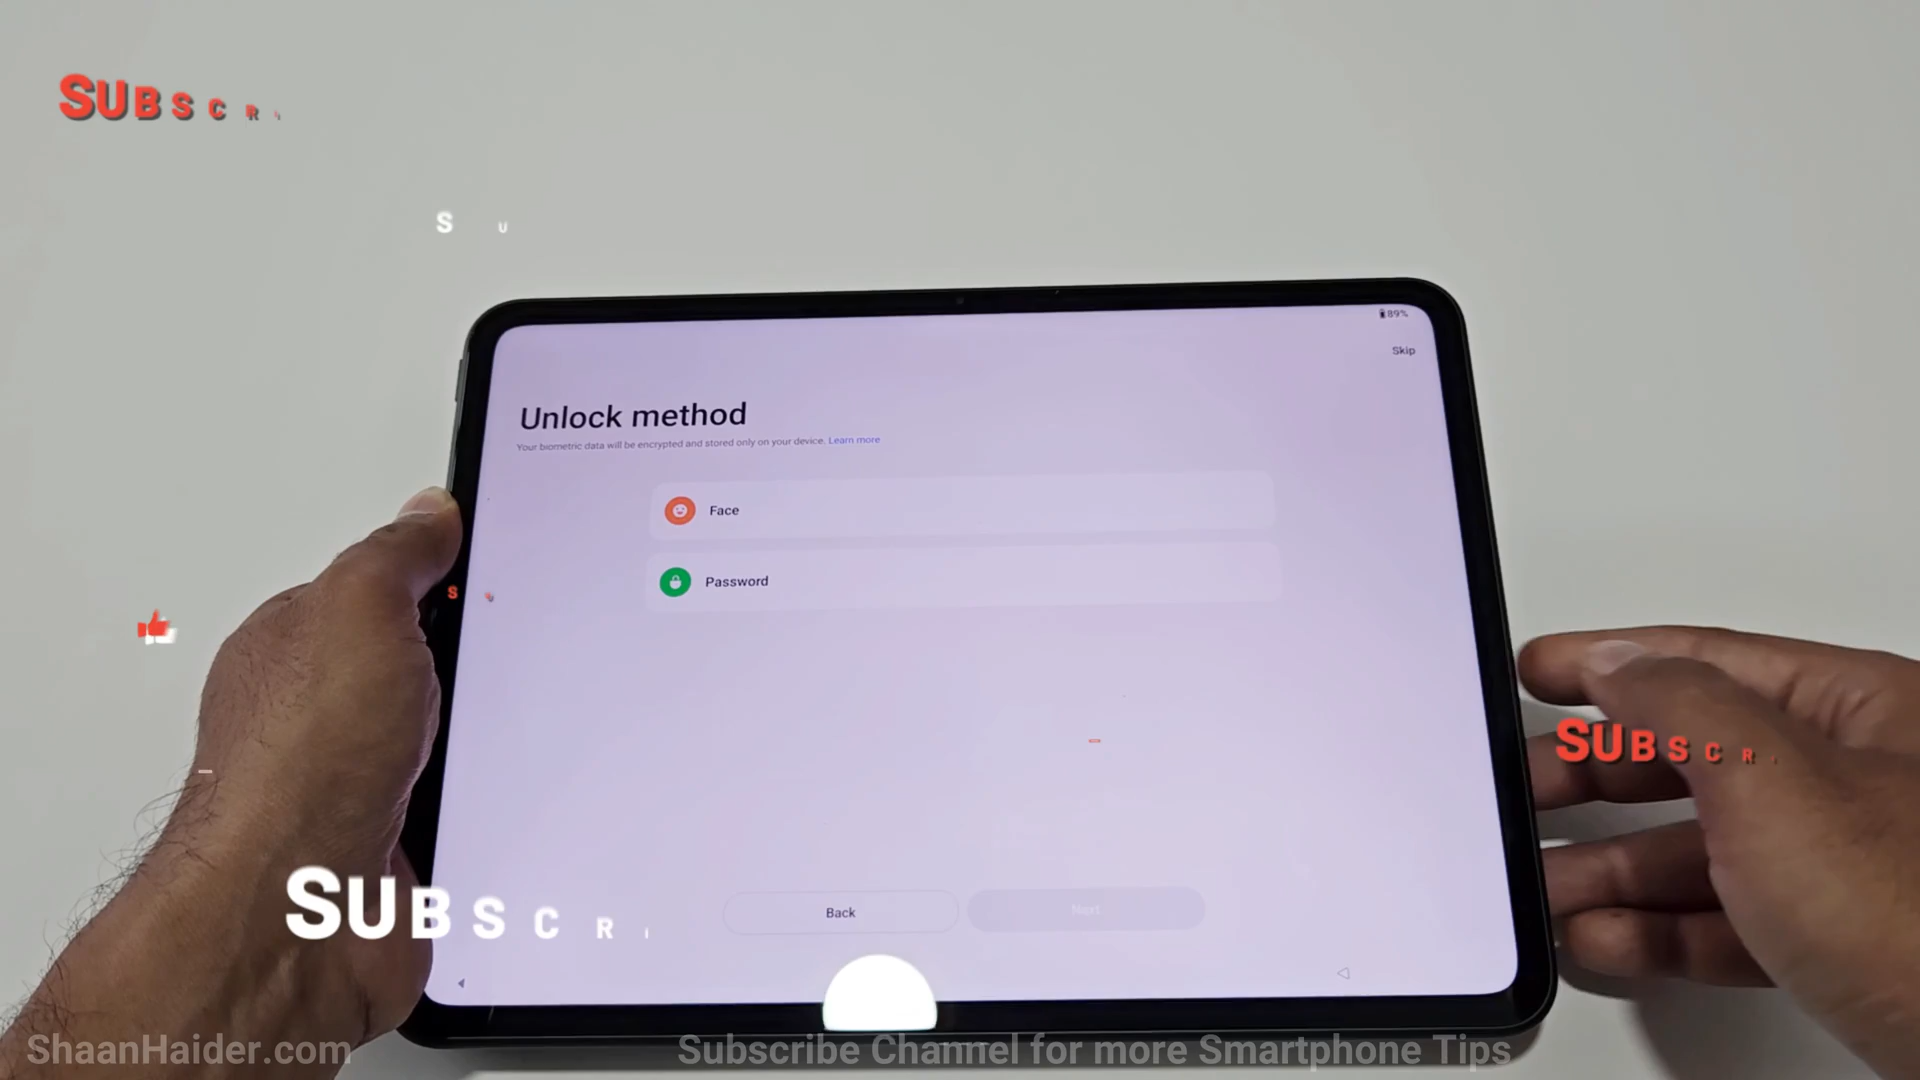 SUBSCR
S U
89%
Skip
Unlock method
Your biometric data will be encrypted and stored only on your device. Learn more
Face
Password
S
SUBSCR
SUBSCR
Back
Next
ShaanHaider.com
Subscribe Channel for more Smartphone Tips